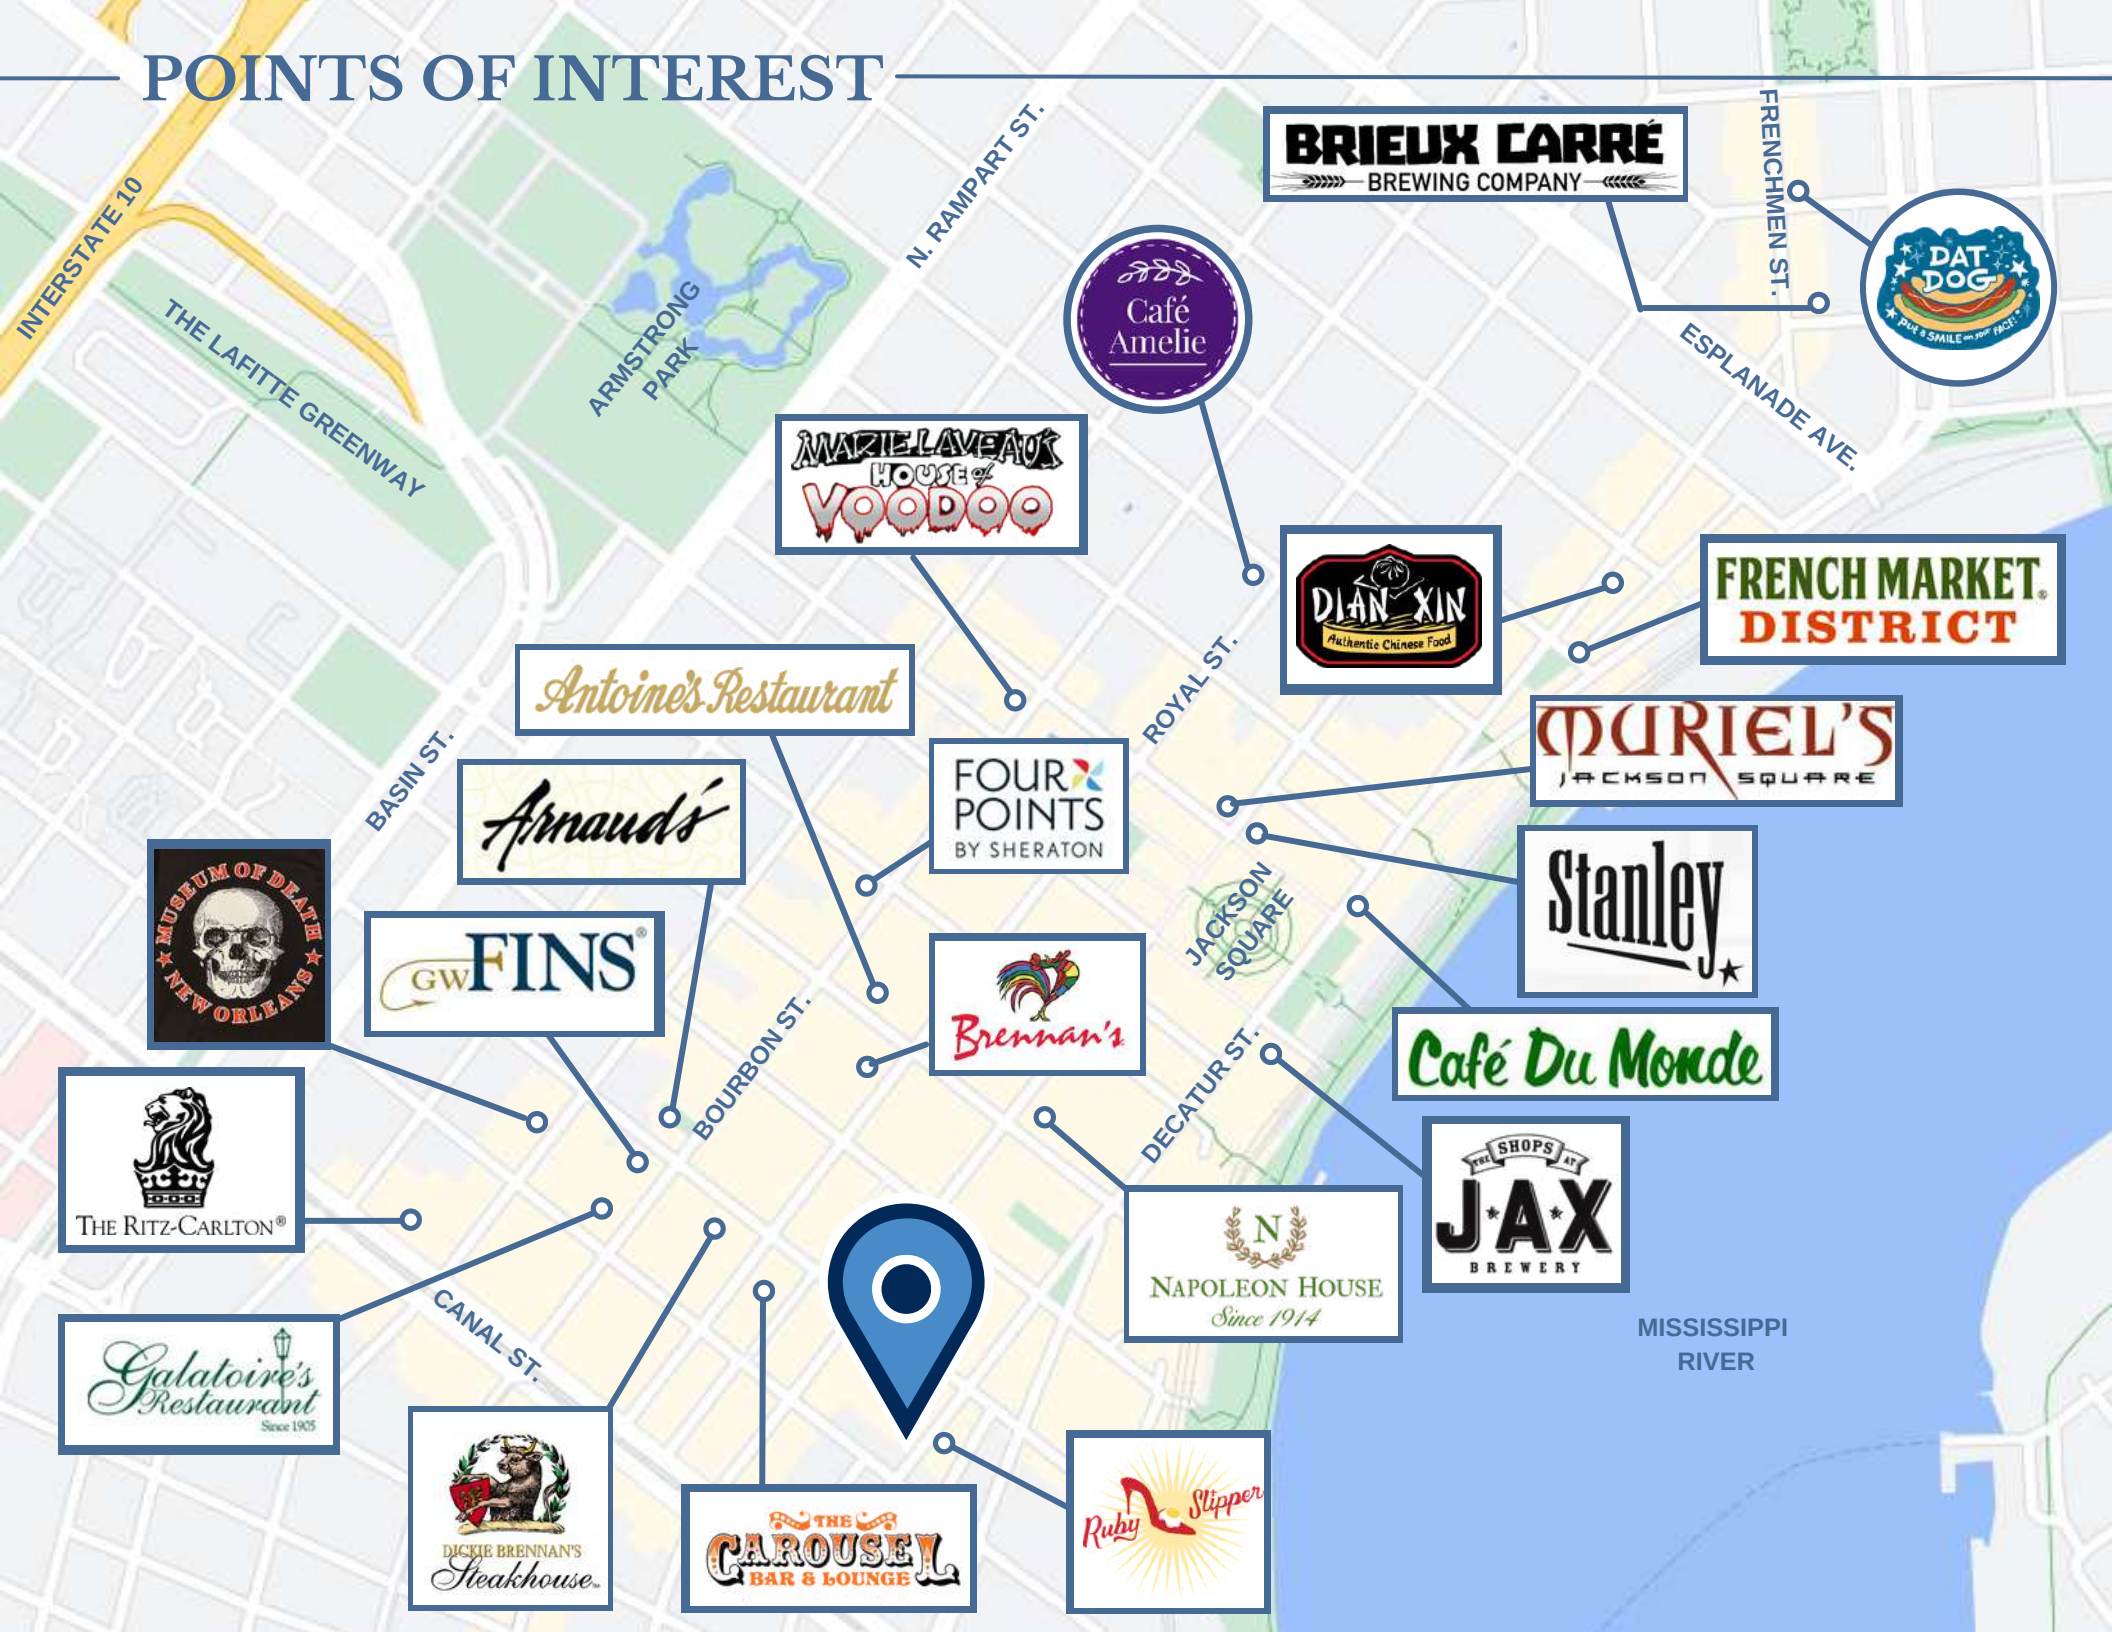 POINTS OF INTEREST
INTERSTATE 10
THE LAFITTE GREENWAY
ARMSTRONG
PARK
N. RAMPART ST.
Café
Amelie
BRIEUX CARRÉ
BREWING COMPANY
FRENCHMEN ST.
DAT
DOG
PUT a SMILE on your FACE!
ESPLANADE AVE.
MARIE LAVEAU'S
HOUSE of
VOODOO
DIAN XIN
Authentic Chinese Food
FRENCH MARKET®
DISTRICT
Antoine's Restaurant
ROYAL ST.
MURIEL'S
JACKSON SQUARE
BASIN ST.
Arnaud's
FOUR
POINTS
BY SHERATON
Stanley
MUSEUM OF DEATH
NEW ORLEANS
GW FINS®
JACKSON
SQUARE
BOURBON ST.
Brennan's
DECATUR ST.
Café Du Monde
THE RITZ-CARLTON®
THE SHOPS AT
JAX
BREWERY
N
NAPOLEON HOUSE
Since 1914
CANAL ST.
Galatoire's
Restaurant
Since 1905
MISSISSIPPI
RIVER
DICKIE BRENNAN'S
Steakhouse
THE
CAROUSEL
BAR & LOUNGE
Ruby Slipper